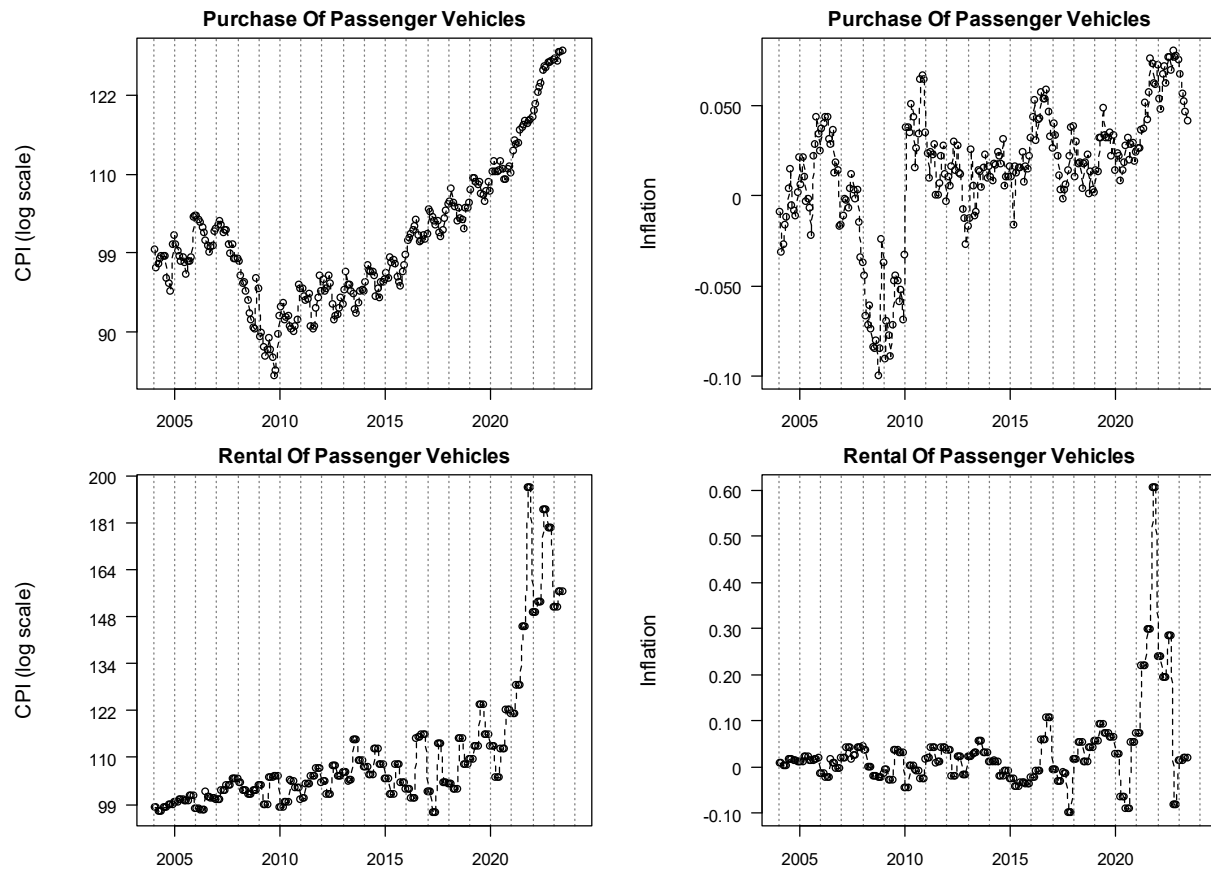 Purchase Of Passenger Vehicles
CPI (log scale)
122
110
99
90
2005 2010 2015 2020
Purchase Of Passenger Vehicles
Inflation
0.050
0
-0.050
-0.10
2005 2010 2015 2020
Rental Of Passenger Vehicles
CPI (log scale)
200
181
164
148
134
122
110
99
2005 2010 2015 2020
Rental Of Passenger Vehicles
Inflation
0.60
0.50
0.40
0.30
0.20
0.10
0
-0.10
2005 2010 2015 2020